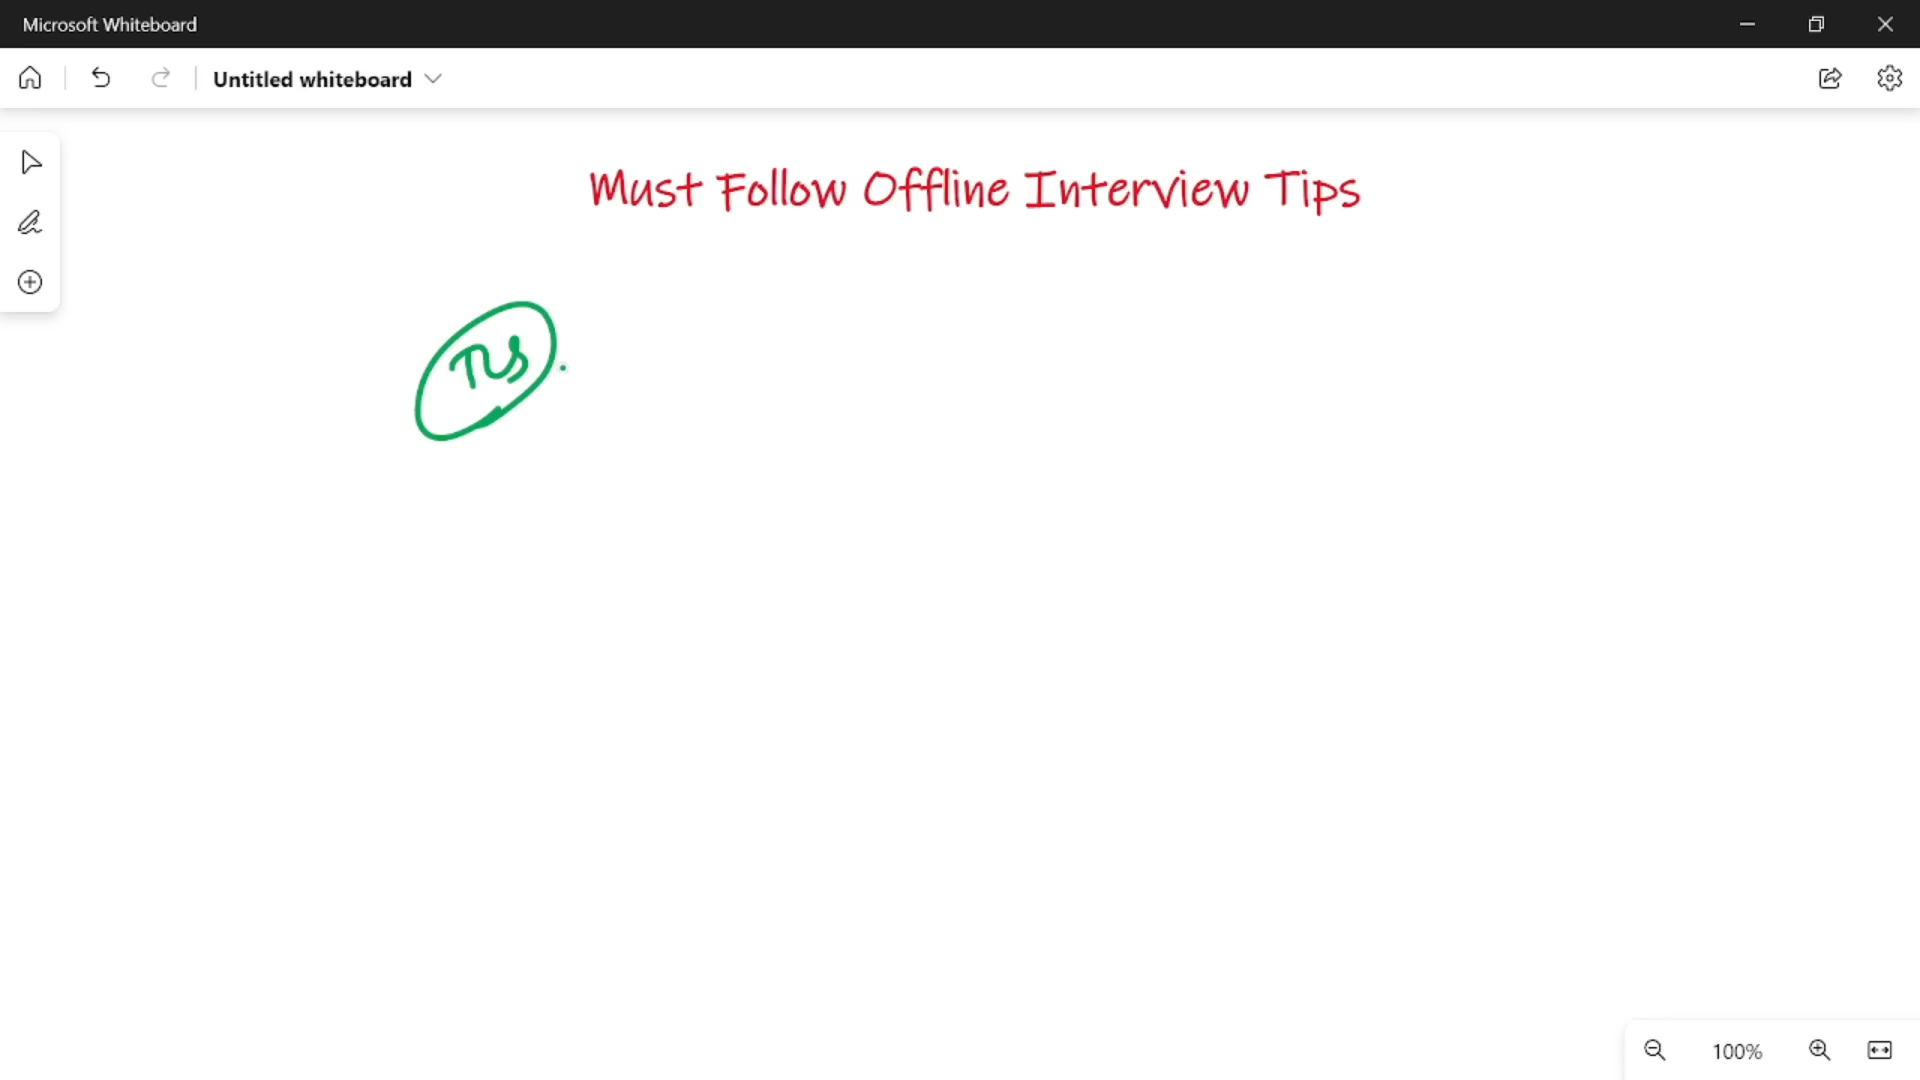 Microsoft Whiteboard
Untitled whiteboard
Must Follow Offline Interview Tips
100%